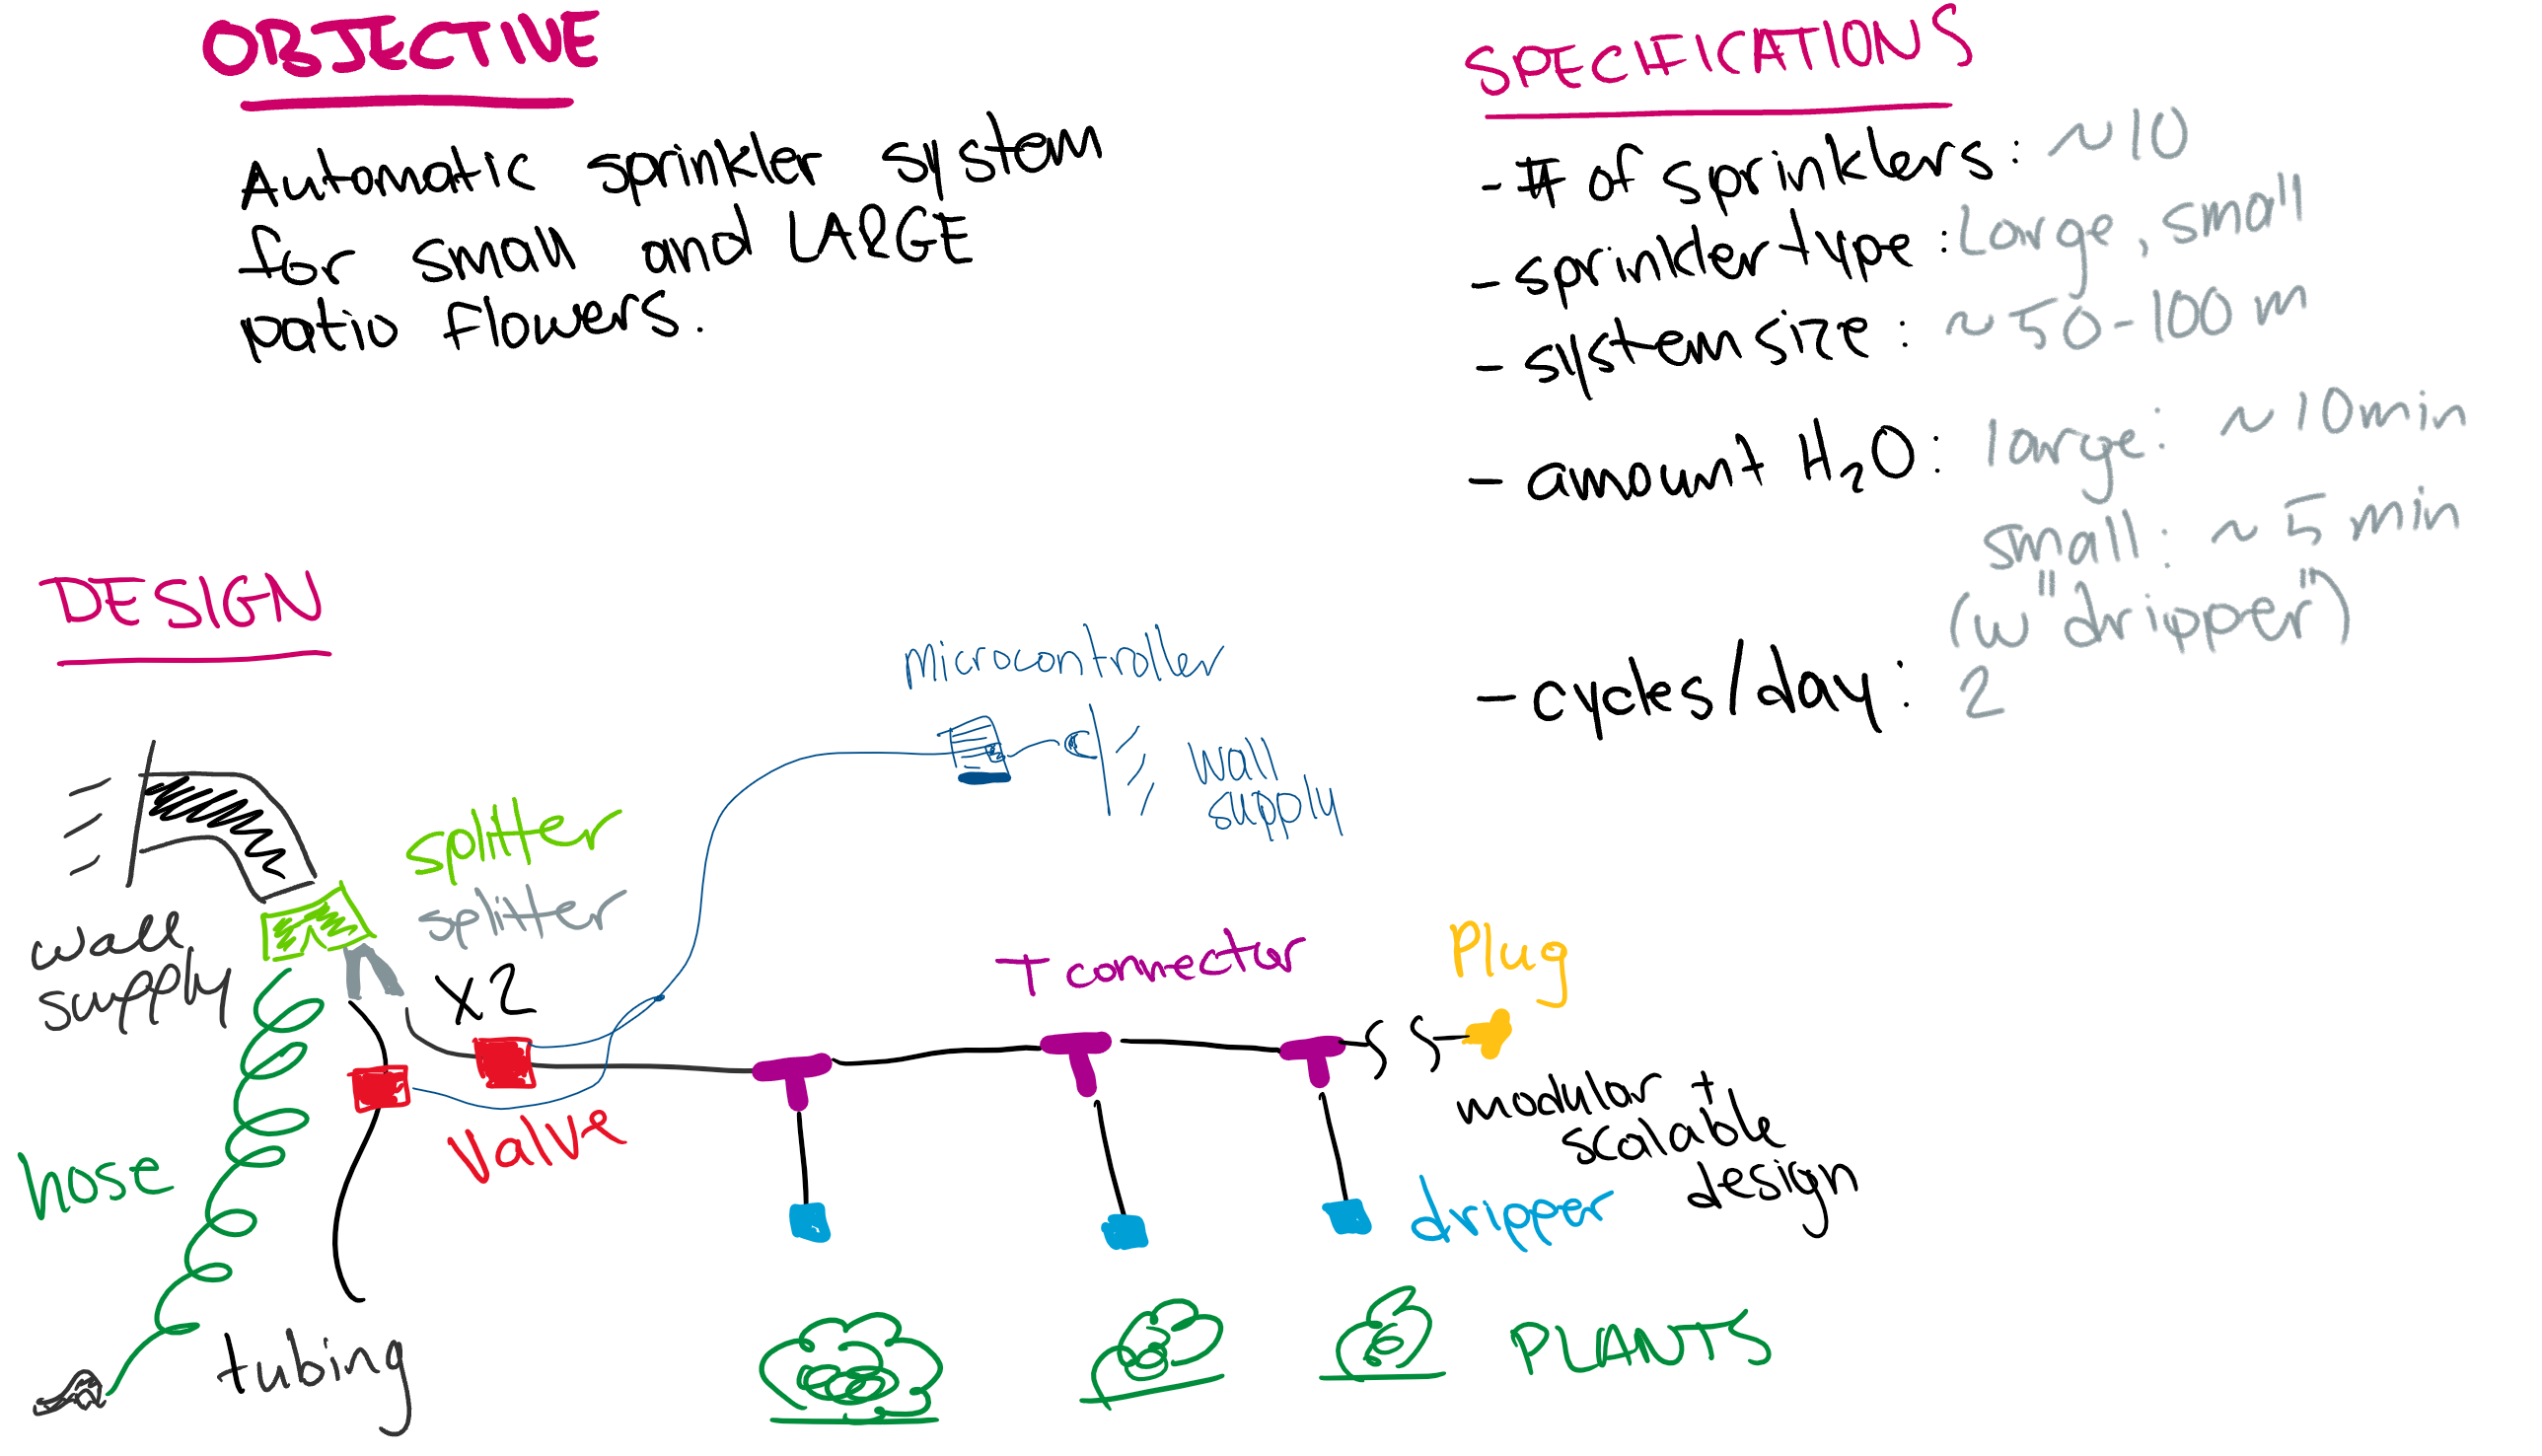 OBJECTIVE
Automatic sprinkler system
for small and LARGE
patio flowers.
SPECIFICATIONS
- # of sprinklers: ~10
- sprinkler type: Large, small
- system size: ~50-100 m
- amount H₂O: large: ~10min
small: ~5 min
(w "dripper")
- cycles/day: 2
DESIGN
microcontroller
wall
supply
splitter
splitter
x2
wall
supply
T connector
Plug
valve
modular +
scalable
design
hose
dripper
tubing
PLANTS